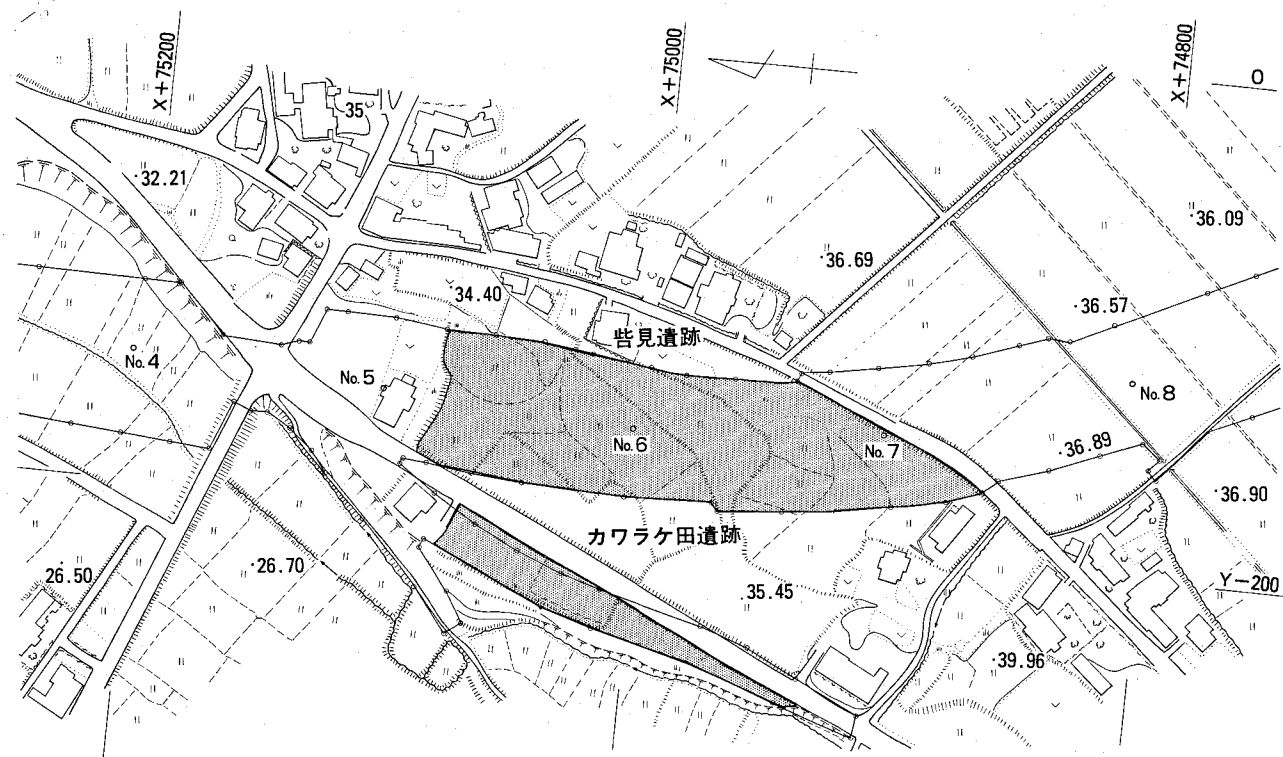 X+75200
X+75000
X+74800
O
35
・32.21
・36.09
・36.69
・34.40
・36.57
呰見遺跡
No.4
No.5
No.8
No.6
No.7
・36.89
・36.90
カワラケ田遺跡
・26.50
・26.70
・35.45
Y-200
・39.96